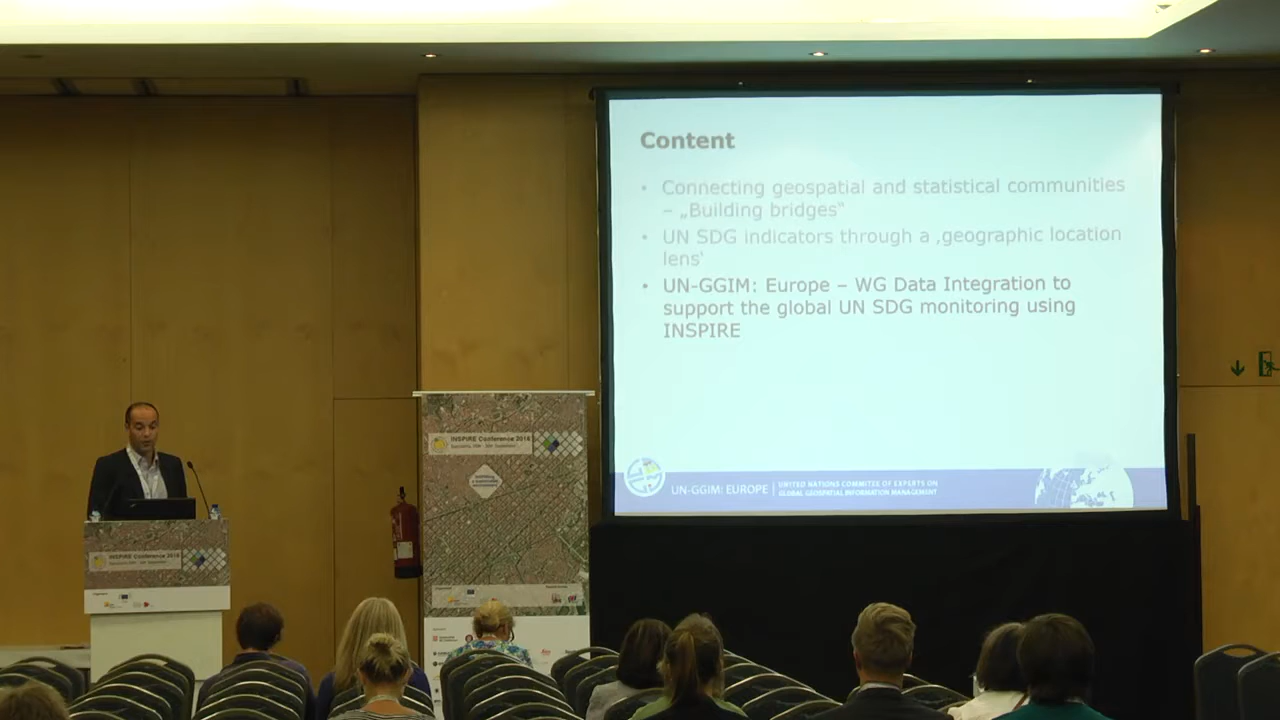 Content
• Connecting geospatial and statistical communities
– „Building bridges“
• UN SDG indicators through a ‚geographic location
lens‘
• UN-GGIM: Europe – WG Data Integration to
support the global UN SDG monitoring using
INSPIRE
UN-GGIM: EUROPE
UNITED NATIONS COMMITTEE OF EXPERTS ON
GLOBAL GEOSPATIAL INFORMATION MANAGEMENT
INSPIRE Conference 2016
INSPIRE Conference 2016